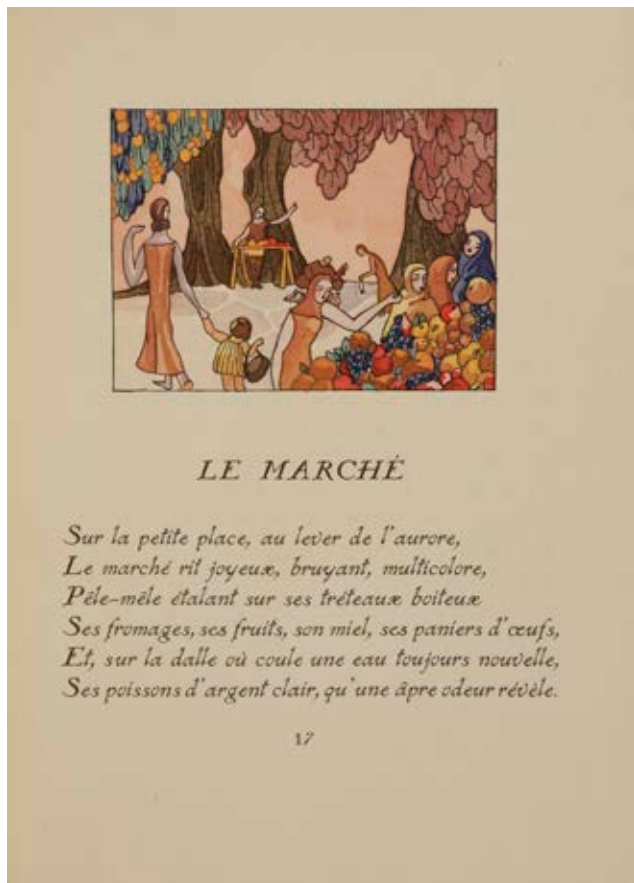 LE MARCHÉ
Sur la petite place, au lever de l'aurore,
Le marché rit joyeux, bruyant, multicolore,
Pêle-mêle étalant sur ses tréteaux boiteux
Ses fromages, ses fruits, son miel, ses paniers d'œufs,
Et, sur la dalle où coule une eau toujours nouvelle,
Ses poissons d'argent clair, qu'une âpre odeur révèle.
17